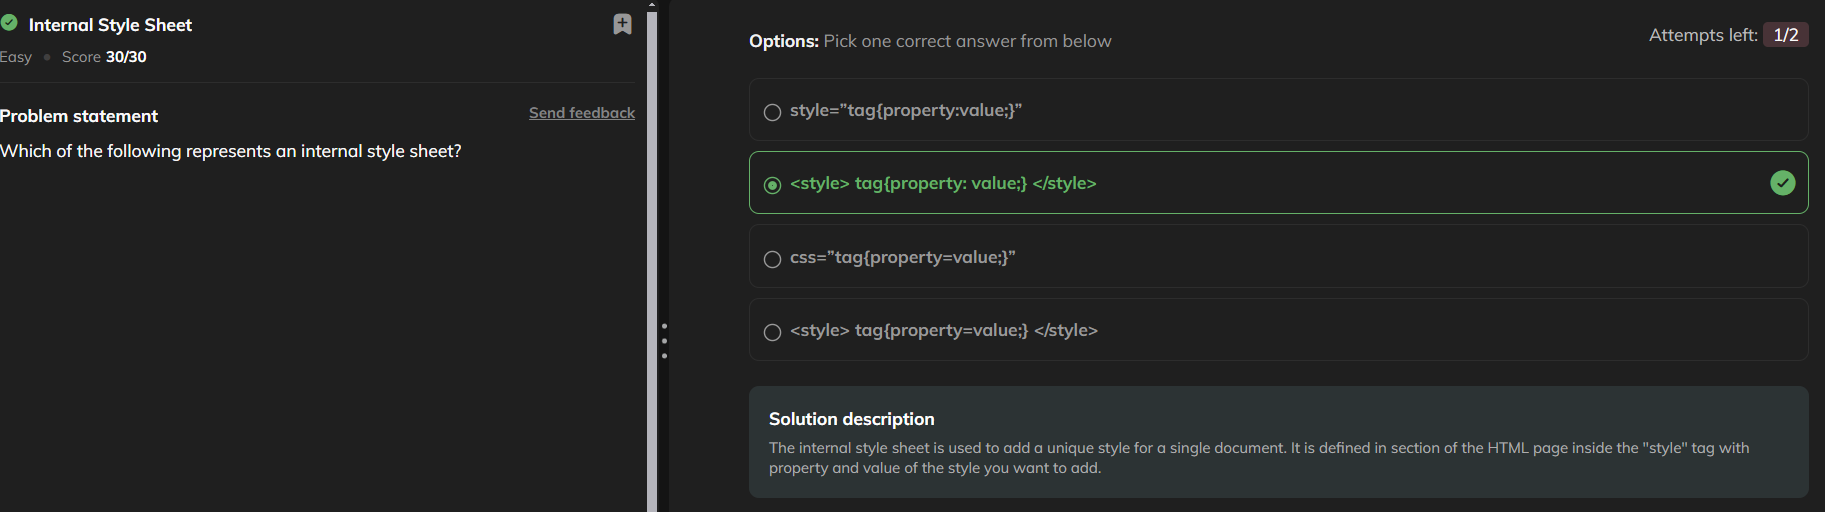 Internal Style Sheet
Easy • Score 30/30
Problem statement
Send feedback
Which of the following represents an internal style sheet?
Options: Pick one correct answer from below
Attempts left: 1/2
style=”tag{property:value;}”
<style> tag{property: value;} </style>
css=”tag{property=value;}”
<style> tag{property=value;} </style>
Solution description
The internal style sheet is used to add a unique style for a single document. It is defined in section of the HTML page inside the "style" tag with
property and value of the style you want to add.